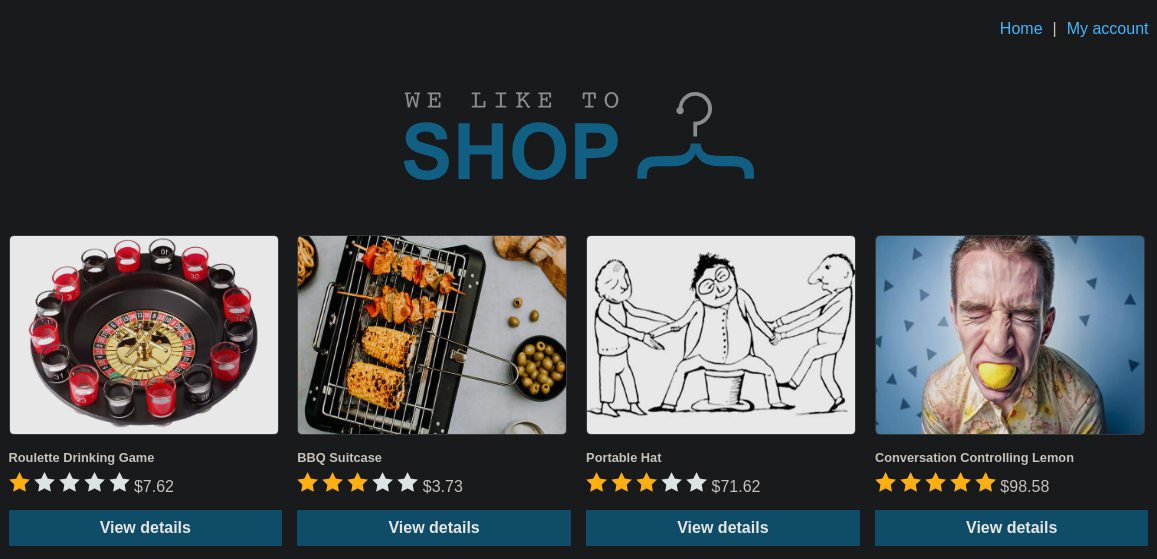 Home | My account
WE LIKE TO
SHOP
Roulette Drinking Game
$7.62
View details
BBQ Suitcase
$3.73
View details
Portable Hat
$71.62
View details
Conversation Controlling Lemon
$98.58
View details